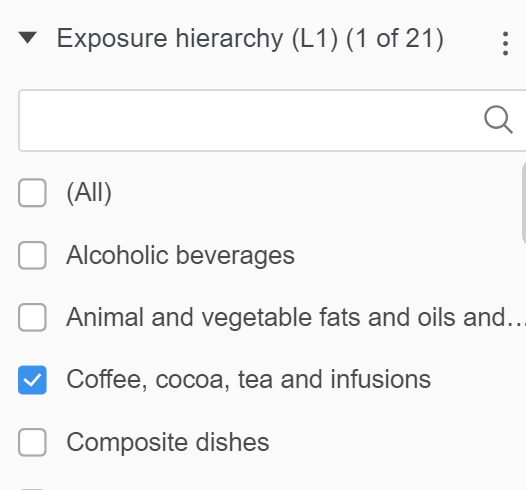 Exposure hierarchy (L1) (1 of 21)
(All)
Alcoholic beverages
Animal and vegetable fats and oils and...
Coffee, cocoa, tea and infusions
Composite dishes